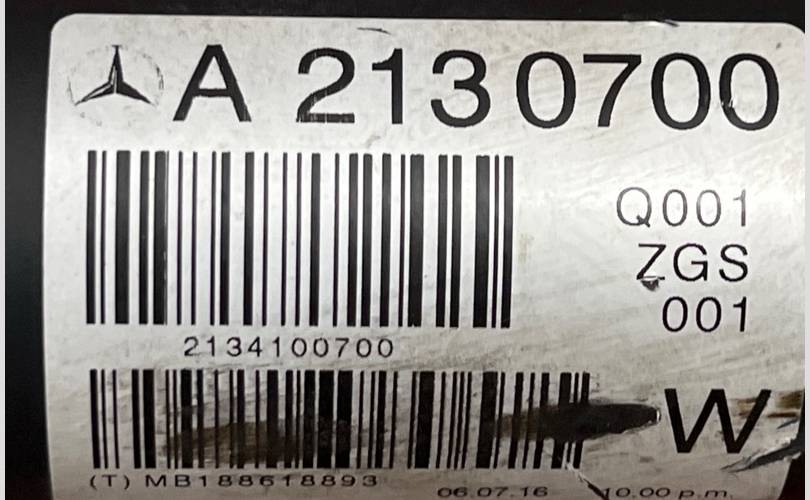 A 2130700
Q001
ZGS
001
2134100700
W
(T) MB188618893
06.07.16 10.00 p.m